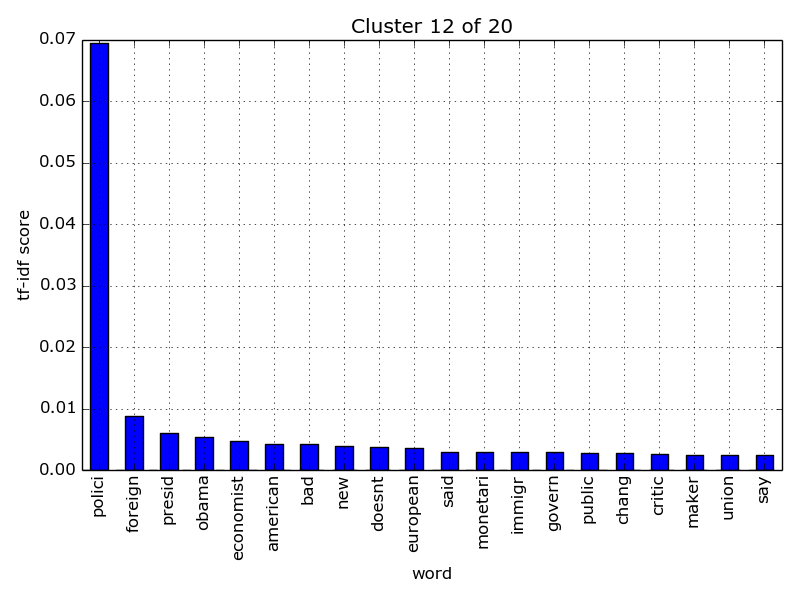 Cluster 12 of 20
0.07
0.06
0.05
0.04
0.03
0.02
0.01
0.00
tf-idf score
polici
foreign
presid
obama
economist
american
bad
new
doesnt
european
said
monetari
immigr
govern
public
chang
critic
maker
union
say
word